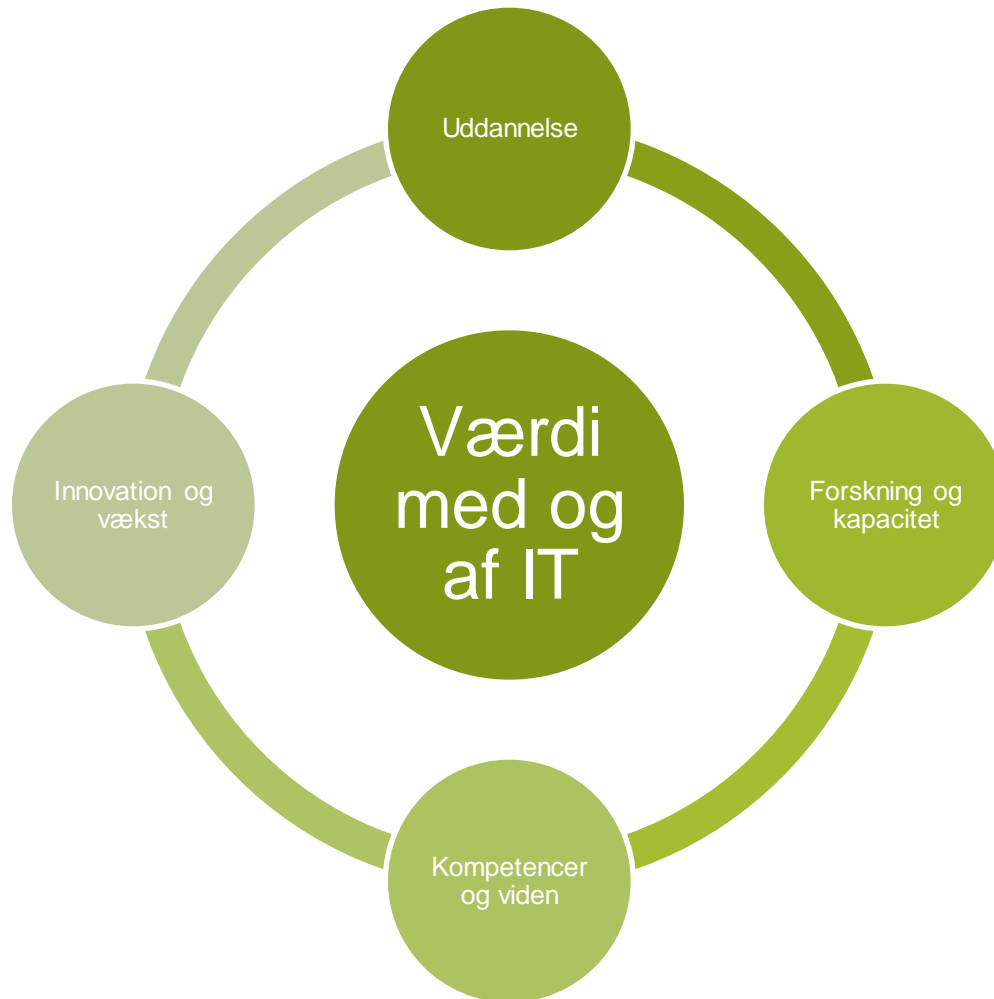 Uddannelse
Værdi
med og
af IT
Innovation og
vækst
Forskning og
kapacitet
Kompetencer
og viden